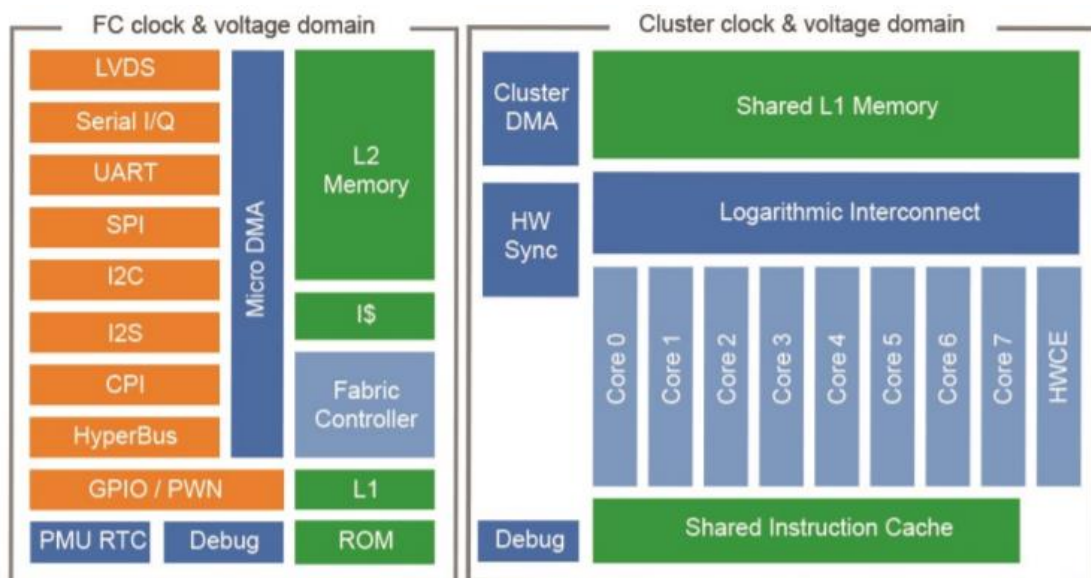 FC clock & voltage domain
LVDS
Serial I/Q
UART
SPI
I2C
I2S
CPI
HyperBus
GPIO / PWN
PMU RTC
Debug
Micro DMA
L2
Memory
I$
Fabric
Controller
L1
ROM
Cluster clock & voltage domain
Cluster
DMA
HW
Sync
Debug
Shared L1 Memory
Logarithmic Interconnect
Core 0
Core 1
Core 2
Core 3
Core 4
Core 5
Core 6
Core 7
HWCE
Shared Instruction Cache